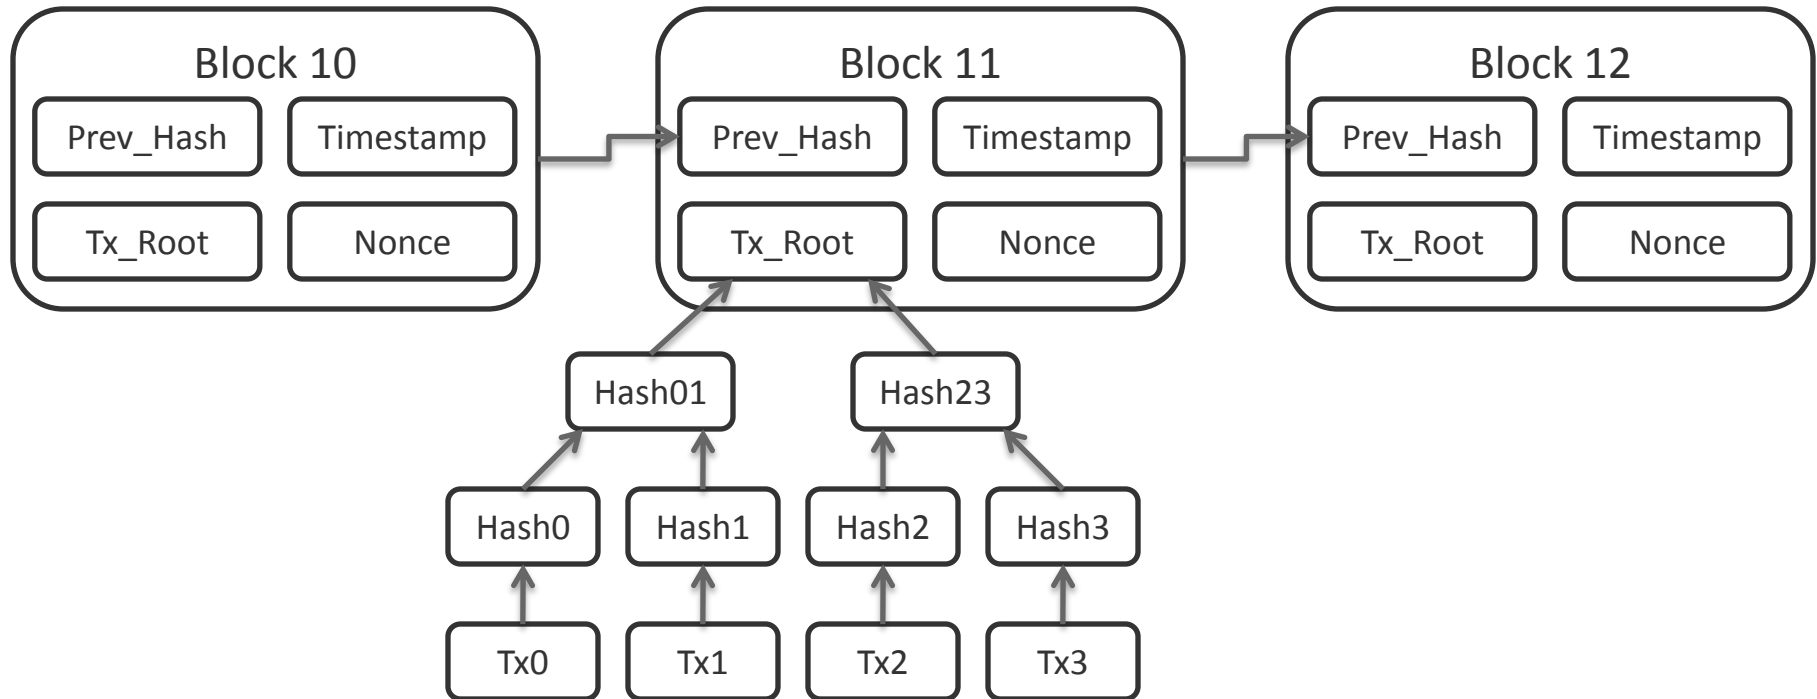 Block 10
Prev_Hash Timestamp
Tx_Root Nonce
Block 11
Prev_Hash Timestamp
Tx_Root Nonce
Block 12
Prev_Hash Timestamp
Tx_Root Nonce
Hash01 Hash23
Hash0 Hash1 Hash2 Hash3
Tx0 Tx1 Tx2 Tx3